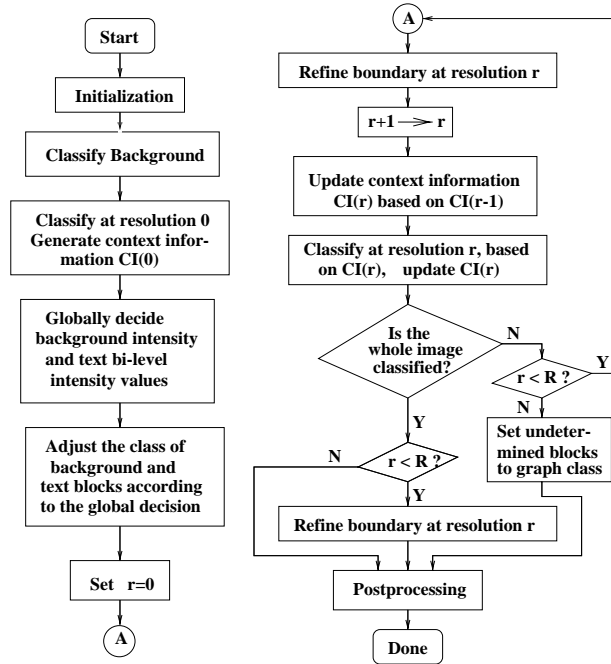 Start
Initialization
Classify Background
Classify at resolution 0
Generate context infor-
mation CI(0)
Globally decide
background intensity
and text bi-level
intensity values
Adjust the class of
background and
text blocks according
to the global decision
Set r=0
A
A
Refine boundary at resolution r
r+1 → r
Update context information
CI(r) based on CI(r-1)
Classify at resolution r, based
on CI(r), update CI(r)
Is the
whole image
classified?
N
Y
r < R ?
Y
N
Set undeter-
mined blocks
to graph class
N
r < R ?
Y
Refine boundary at resolution r
Postprocessing
Done